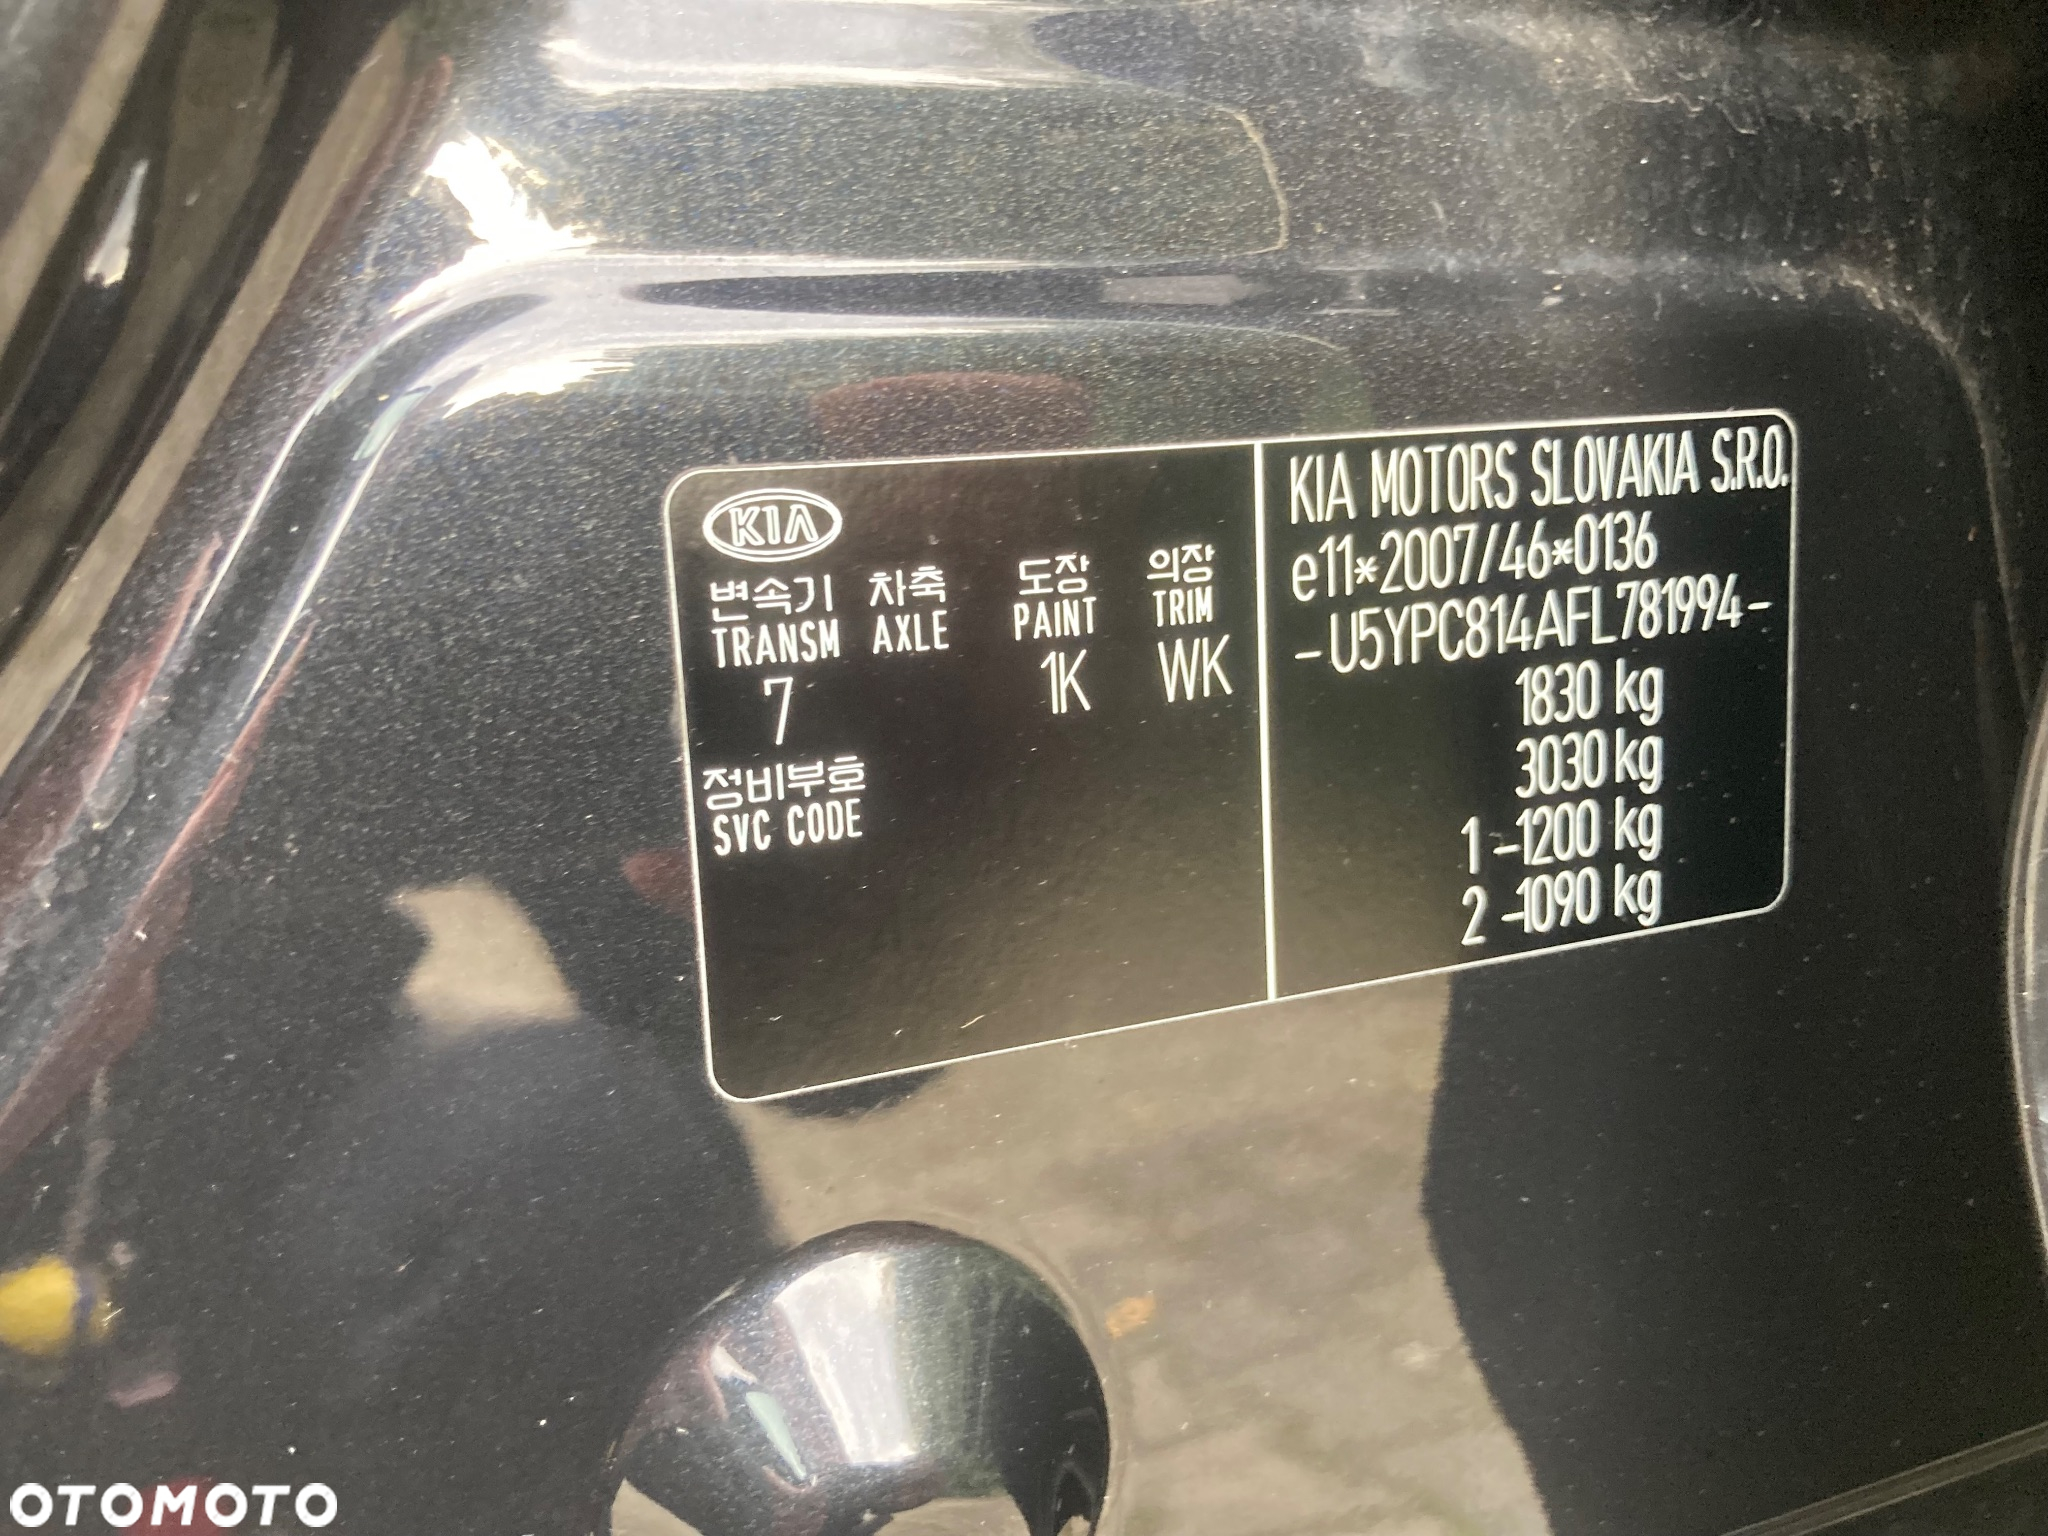 KIA
변속기 차축 도장 의장
TRANSM AXLE PAINT TRIM
7 1K WK
정비부호
SVC CODE
KIA MOTORS SLOVAKIA S.R.O.
e11*2007/46*0136
-U5YPC814AFL781994-
1830 kg
3030 kg
1 -1200 kg
2 -1090 kg
OTOMOTO